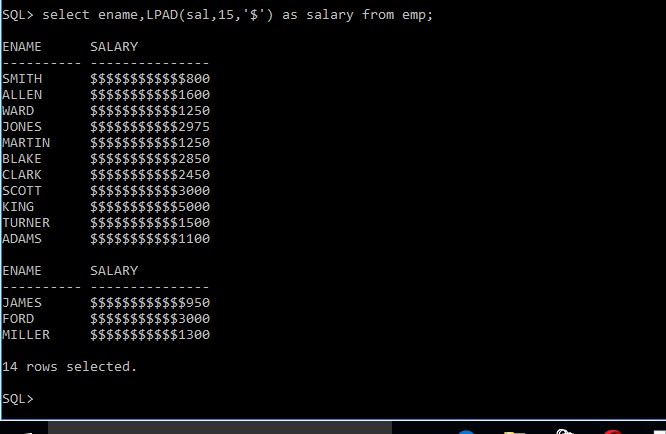 SQL> select ename,LPAD(sal,15,'$') as salary from emp;
ENAME      SALARY
---------- ---------------
SMITH      $$$$$$$$$$$$800
ALLEN      $$$$$$$$$$$1600
WARD       $$$$$$$$$$$1250
JONES      $$$$$$$$$$$2975
MARTIN     $$$$$$$$$$$1250
BLAKE      $$$$$$$$$$$2850
CLARK      $$$$$$$$$$$2450
SCOTT      $$$$$$$$$$$3000
KING       $$$$$$$$$$$5000
TURNER     $$$$$$$$$$$1500
ADAMS      $$$$$$$$$$$1100
ENAME      SALARY
---------- ---------------
JAMES      $$$$$$$$$$$$950
FORD       $$$$$$$$$$$3000
MILLER     $$$$$$$$$$$1300
14 rows selected.
SQL>